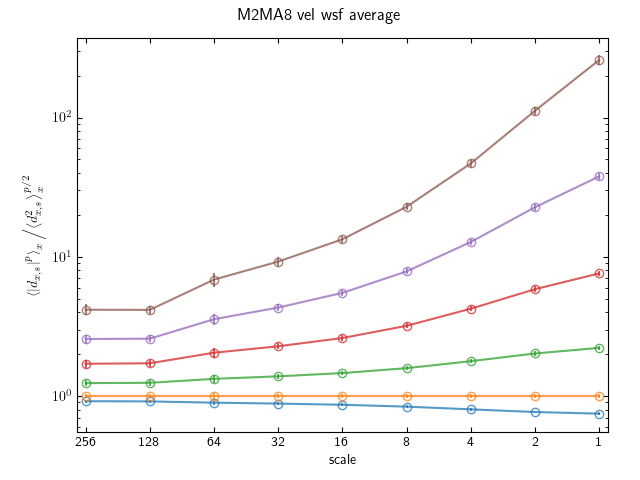 M2MA8 vel wsf average
⟨|d_{x,s}|^p⟩_x / ⟨d_{x,s}^2⟩_x^{p/2}
10^2
10^1
10^0
256 128 64 32 16 8 4 2 1
scale